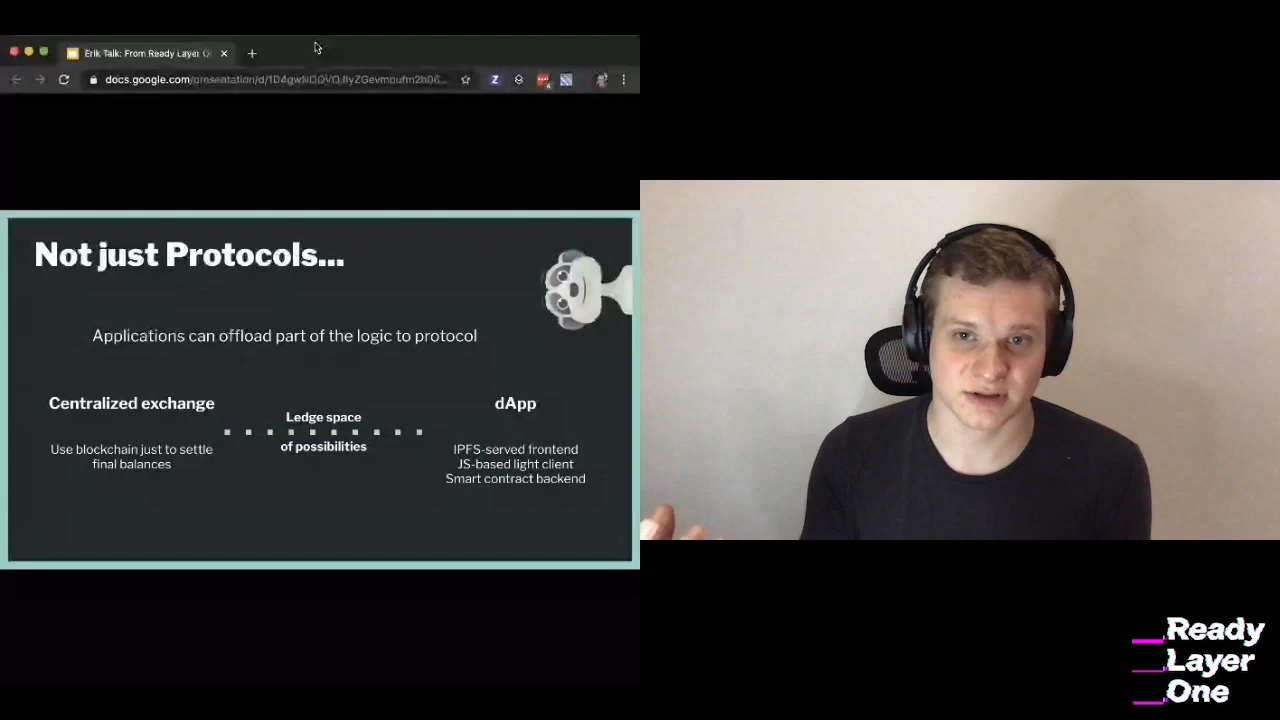 Erik Talk: From Ready Layer O
docs.google.com/presentation/d/
Not just Protocols...
Applications can offload part of the logic to protocol
Centralized exchange
Use blockchain just to settle
final balances
Ledge space
of possibilities
dApp
IPFS-served frontend
JS-based light client
Smart contract backend
Ready
Layer
One